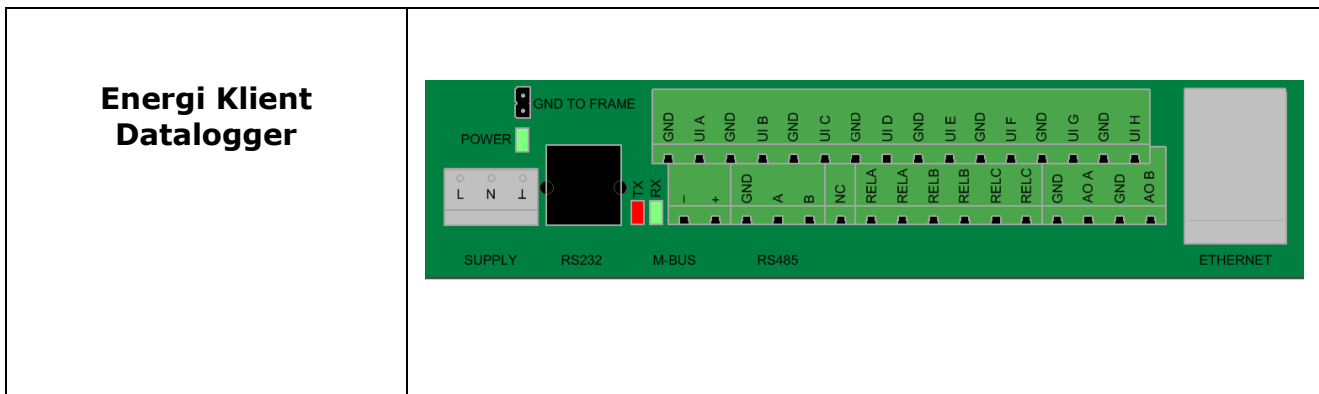 Energi Klient
Datalogger
GND TO FRAME
POWER
GND UI A GND UI B GND UI C GND UI D GND UI E GND UI F GND UI G GND UI H
L N ⊥
TX RX
– + GND A B NC RELA RELA RELB RELB RELC RELC GND AO A GND AO B
SUPPLY RS232 M-BUS RS485 ETHERNET